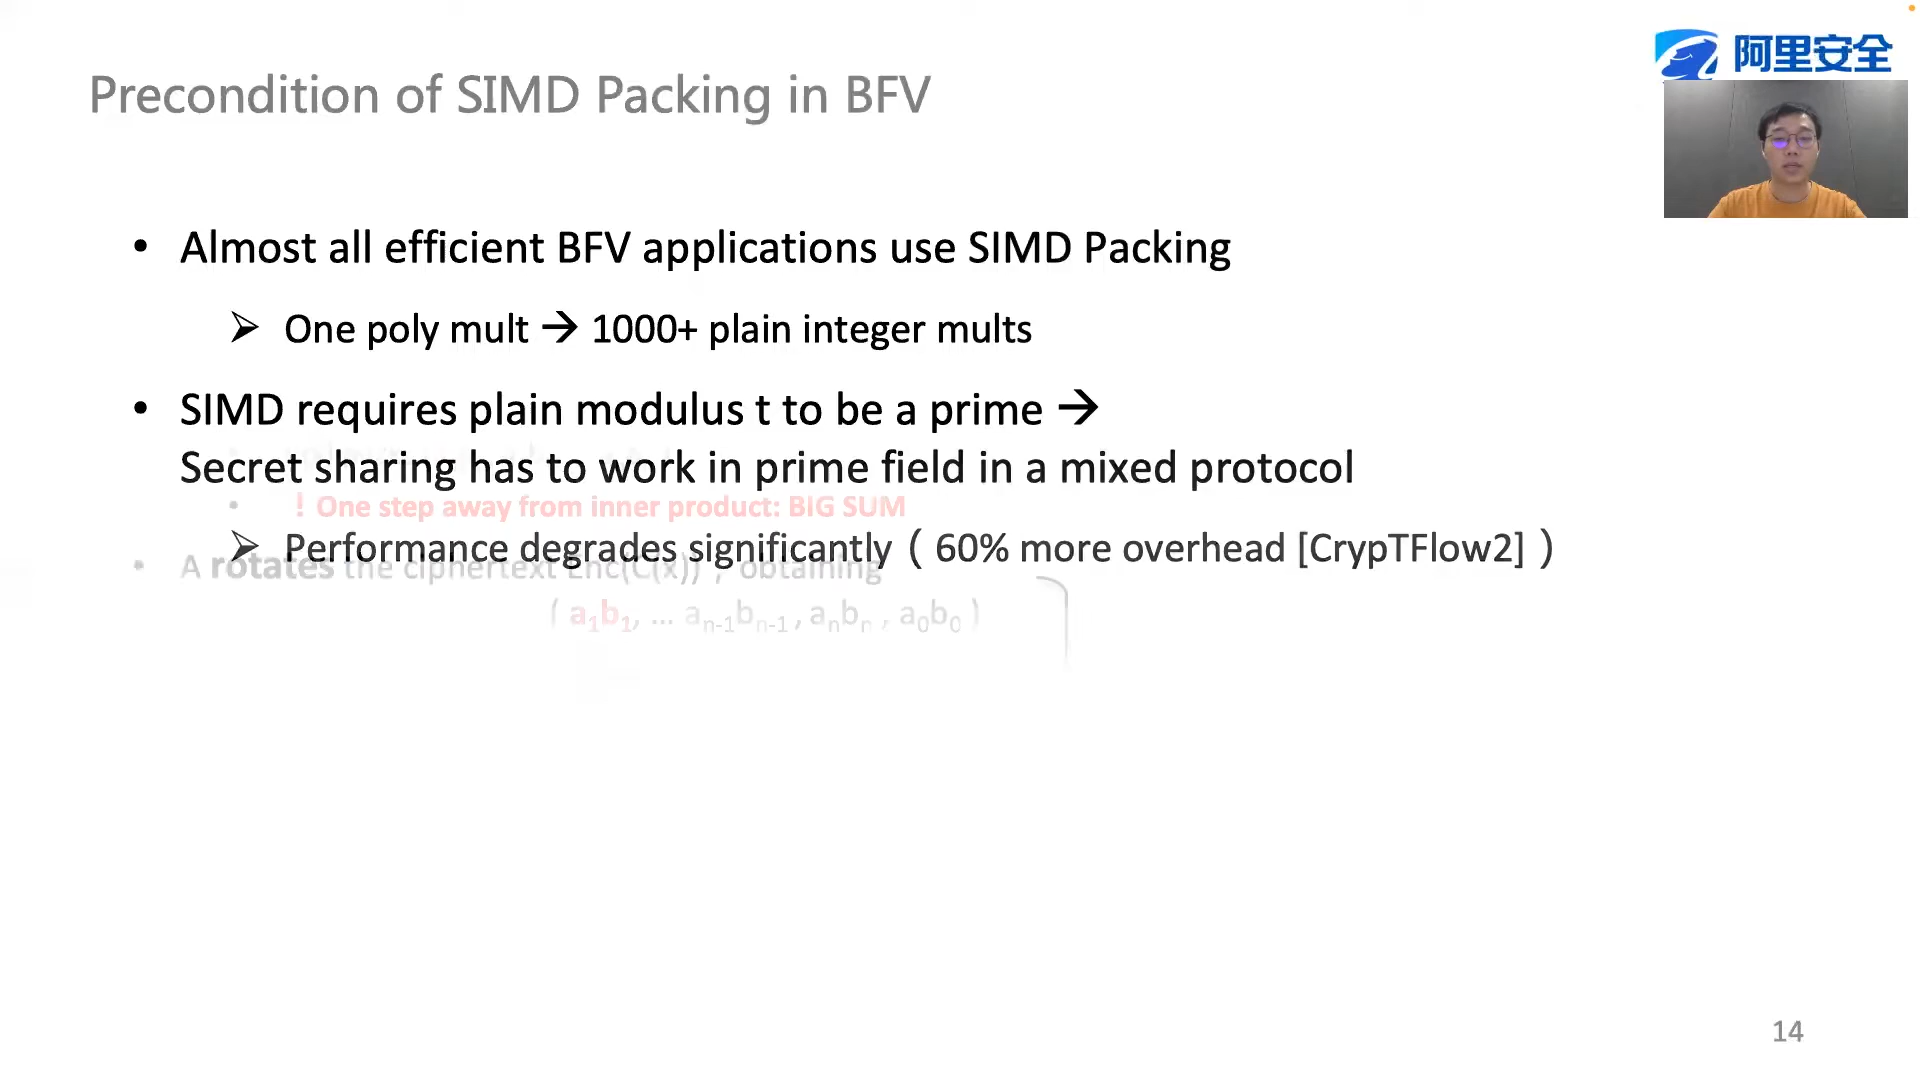 阿里安全
Precondition of SIMD Packing in BFV
• Almost all efficient BFV applications use SIMD Packing
➢ One poly mult → 1000+ plain integer mults
• SIMD requires plain modulus t to be a prime →
Secret sharing has to work in prime field in a mixed protocol
• ! One step away from inner product: BIG SUM
➢ Performance degrades significantly ( 60% more overhead [CrypTFlow2] )
• A rotates the ciphertext Enc(C(x)) , obtaining
( a1b1, ... an-1bn-1 , anbn , a0b0 )
14